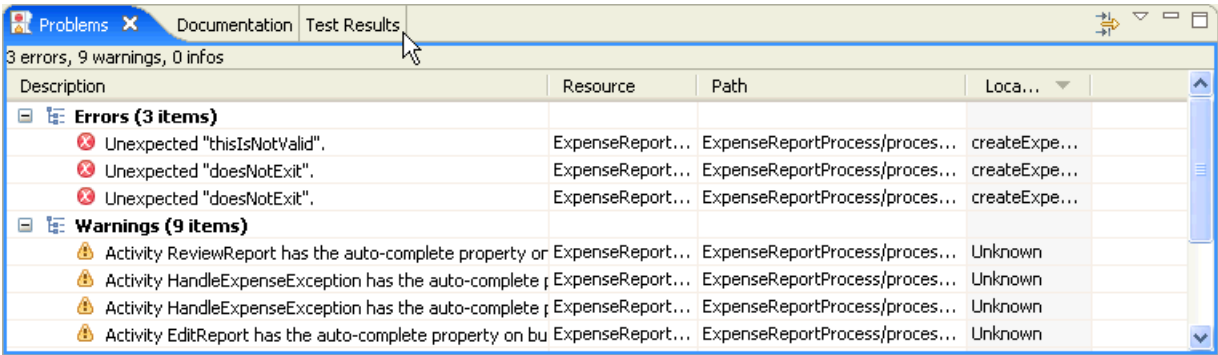 Problems Documentation Test Results
3 errors, 9 warnings, 0 infos
Description Resource Path Loca...
Errors (3 items)
Unexpected "thisIsNotValid". ExpenseReport... ExpenseReportProcess/proces... createExpe...
Unexpected "doesNotExit". ExpenseReport... ExpenseReportProcess/proces... createExpe...
Unexpected "doesNotExit". ExpenseReport... ExpenseReportProcess/proces... createExpe...
Warnings (9 items)
Activity ReviewReport has the auto-complete property on ExpenseReport... ExpenseReportProcess/proces... Unknown
Activity HandleExpenseException has the auto-complete ExpenseReport... ExpenseReportProcess/proces... Unknown
Activity HandleExpenseException has the auto-complete ExpenseReport... ExpenseReportProcess/proces... Unknown
Activity EditReport has the auto-complete property on bu ExpenseReport... ExpenseReportProcess/proces... Unknown